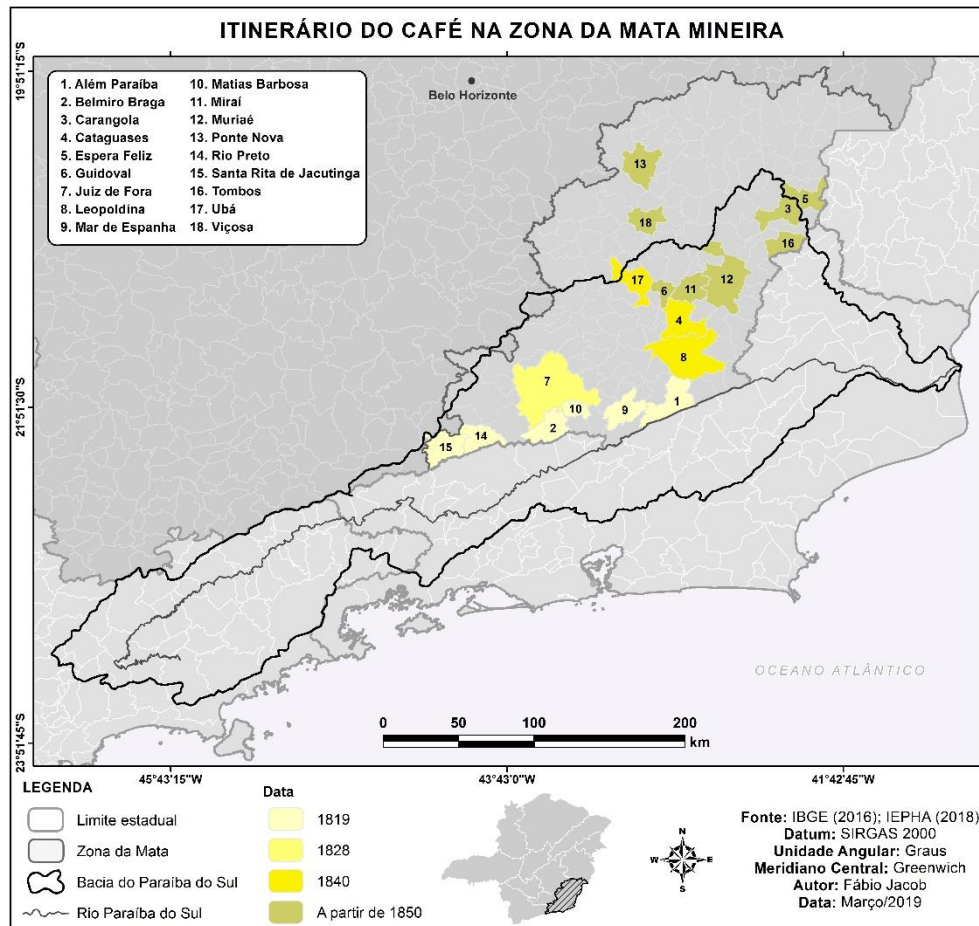 ITINERÁRIO DO CAFÉ NA ZONA DA MATA MINEIRA
19°51'15"S
21°51'30"S
23°51'45"S
1. Além Paraíba
2. Belmiro Braga
3. Carangola
4. Cataguases
5. Espera Feliz
6. Guidoval
7. Juiz de Fora
8. Leopoldina
9. Mar de Espanha
10. Matias Barbosa
11. Miraí
12. Muriaé
13. Ponte Nova
14. Rio Preto
15. Santa Rita de Jacutinga
16. Tombos
17. Ubá
18. Viçosa
Belo Horizonte
13
5
3
18
16
17
6
11
12
4
8
7
1
10
9
2
14
15
OCEANO ATLÂNTICO
0 50 100 200
km
45°43'15"W 43°43'0"W 41°42'45"W
LEGENDA
Limite estadual
Zona da Mata
Bacia do Paraíba do Sul
Rio Paraíba do Sul
Data
1819
1828
1840
A partir de 1850
N
W E
S
Fonte: IBGE (2016); IEPHA (2018)
Datum: SIRGAS 2000
Unidade Angular: Graus
Meridiano Central: Greenwich
Autor: Fábio Jacob
Data: Março/2019